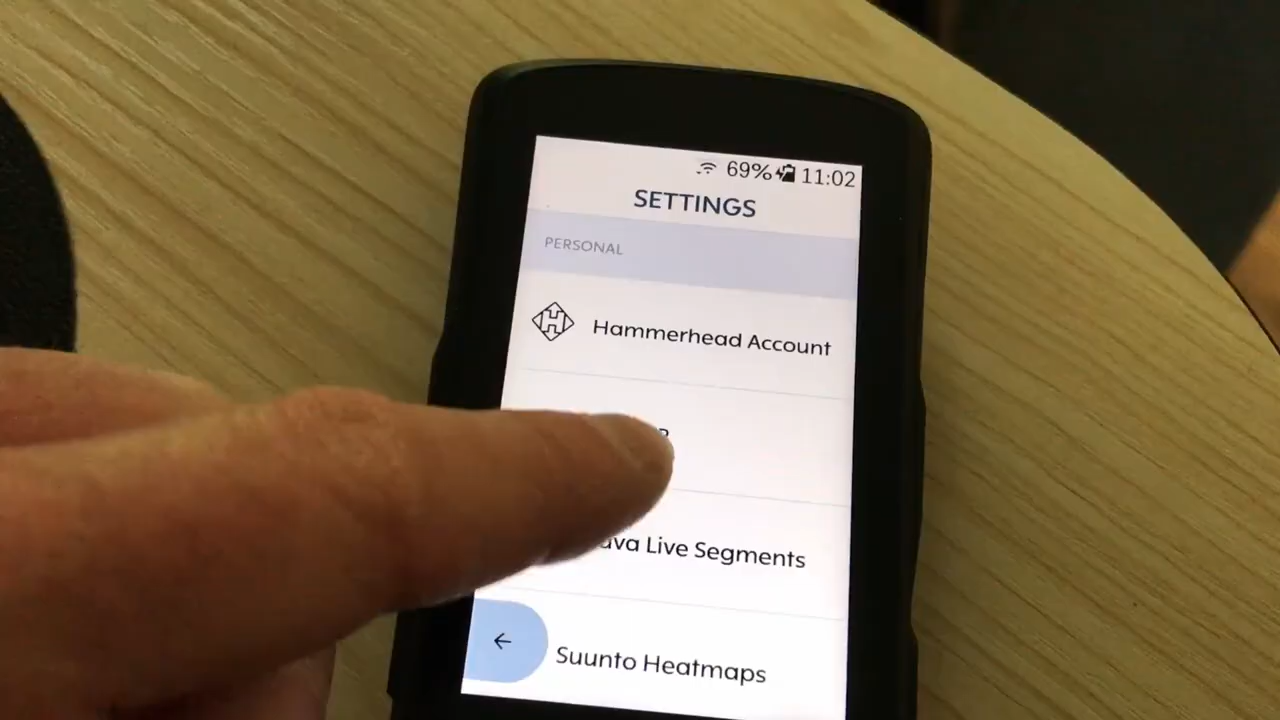 69% 11:02
SETTINGS
PERSONAL
Hammerhead Account
Live Segments
Suunto Heatmaps